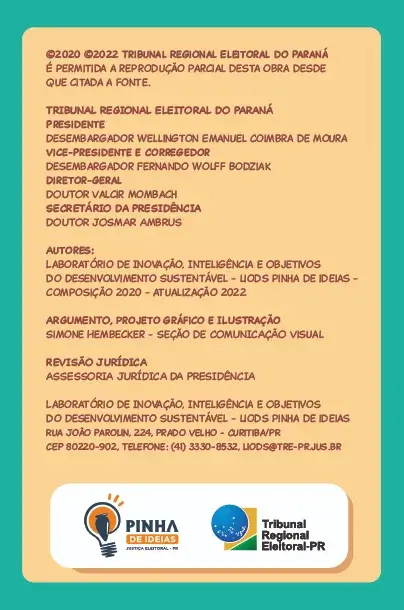 ©2020 ©2022 TRIBUNAL REGIONAL ELEITORAL DO PARANÁ
É PERMITIDA A REPRODUÇÃO PARCIAL DESTA OBRA DESDE
QUE CITADA A FONTE.
TRIBUNAL REGIONAL ELEITORAL DO PARANÁ
PRESIDENTE
DESEMBARGADOR WELLINGTON EMANUEL COIMBRA DE MOURA
VICE-PRESIDENTE E CORREGEDOR
DESEMBARGADOR FERNANDO WOLFF BODZIAK
DIRETOR-GERAL
DOUTOR VALCIR MOMBACH
SECRETÁRIO DA PRESIDÊNCIA
DOUTOR JOSMAR AMBRUS
AUTORES:
LABORATÓRIO DE INOVAÇÃO, INTELIGÊNCIA E OBJETIVOS
DO DESENVOLVIMENTO SUSTENTÁVEL - LIODS PINHA DE IDEIAS -
COMPOSIÇÃO 2020 - ATUALIZAÇÃO 2022
ARGUMENTO, PROJETO GRÁFICO E ILUSTRAÇÃO
SIMONE HEMBECKER - SEÇÃO DE COMUNICAÇÃO VISUAL
REVISÃO JURÍDICA
ASSESSORIA JURÍDICA DA PRESIDÊNCIA
LABORATÓRIO DE INOVAÇÃO, INTELIGÊNCIA E OBJETIVOS
DO DESENVOLVIMENTO SUSTENTÁVEL - LIODS PINHA DE IDEIAS
RUA JOÃO PAROLIN, 224, PRADO VELHO - CURITIBA/PR
CEP 80220-902, TELEFONE: (41) 3330-8532, LIODS@TRE-PR.JUS.BR
PINHA
DE IDEIAS
JUSTIÇA ELEITORAL - PR
Tribunal
Regional
Eleitoral-PR